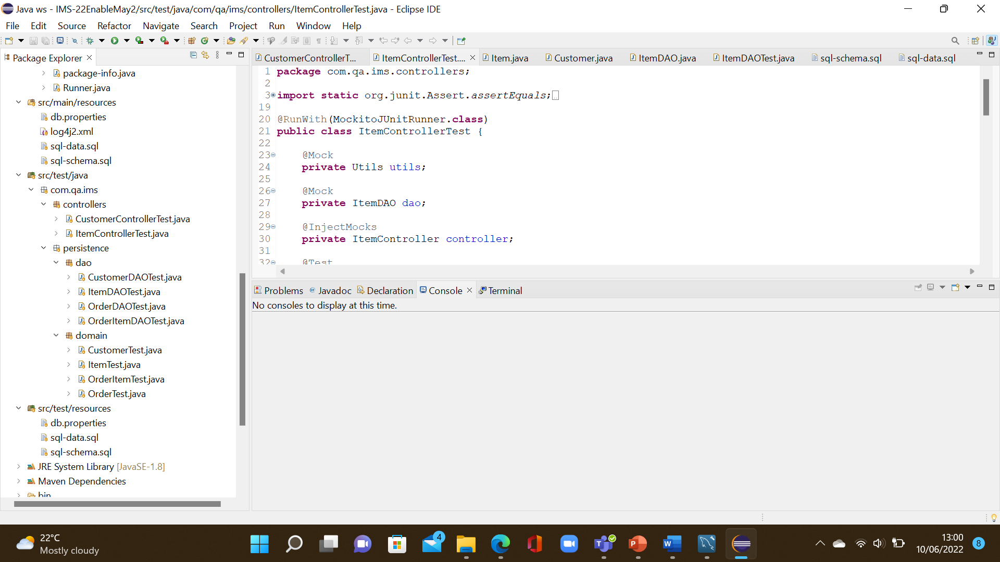 Java ws - IMS-22EnableMay2/src/test/java/com/qa/ims/controllers/ItemControllerTest.java - Eclipse IDE
File Edit Source Refactor Navigate Search Project Run Window Help
Package Explorer
package-info.java
Runner.java
src/main/resources
db.properties
log4j2.xml
sql-data.sql
sql-schema.sql
src/test/java
com.qa.ims
controllers
CustomerControllerTest.java
ItemControllerTest.java
persistence
dao
CustomerDAOTest.java
ItemDAOTest.java
OrderDAOTest.java
OrderItemDAOTest.java
domain
CustomerTest.java
ItemTest.java
OrderItemTest.java
OrderTest.java
src/test/resources
db.properties
sql-data.sql
sql-schema.sql
JRE System Library [JavaSE-1.8]
Maven Dependencies
bin
CustomerControllerT... ItemControllerTest.... Item.java Customer.java ItemDAO.java ItemDAOTest.java sql-schema.sql sql-data.sql
1 package com.qa.ims.controllers;
2
3 import static org.junit.Assert.assertEquals;
19
20 @RunWith(MockitoJUnitRunner.class)
21 public class ItemControllerTest {
22
23 @Mock
24 private Utils utils;
25
26 @Mock
27 private ItemDAO dao;
28
29 @InjectMocks
30 private ItemController controller;
31
32 @Test
Problems @ Javadoc Declaration Console Terminal
No consoles to display at this time.
22°C
Mostly cloudy
4
13:00
10/06/2022
8